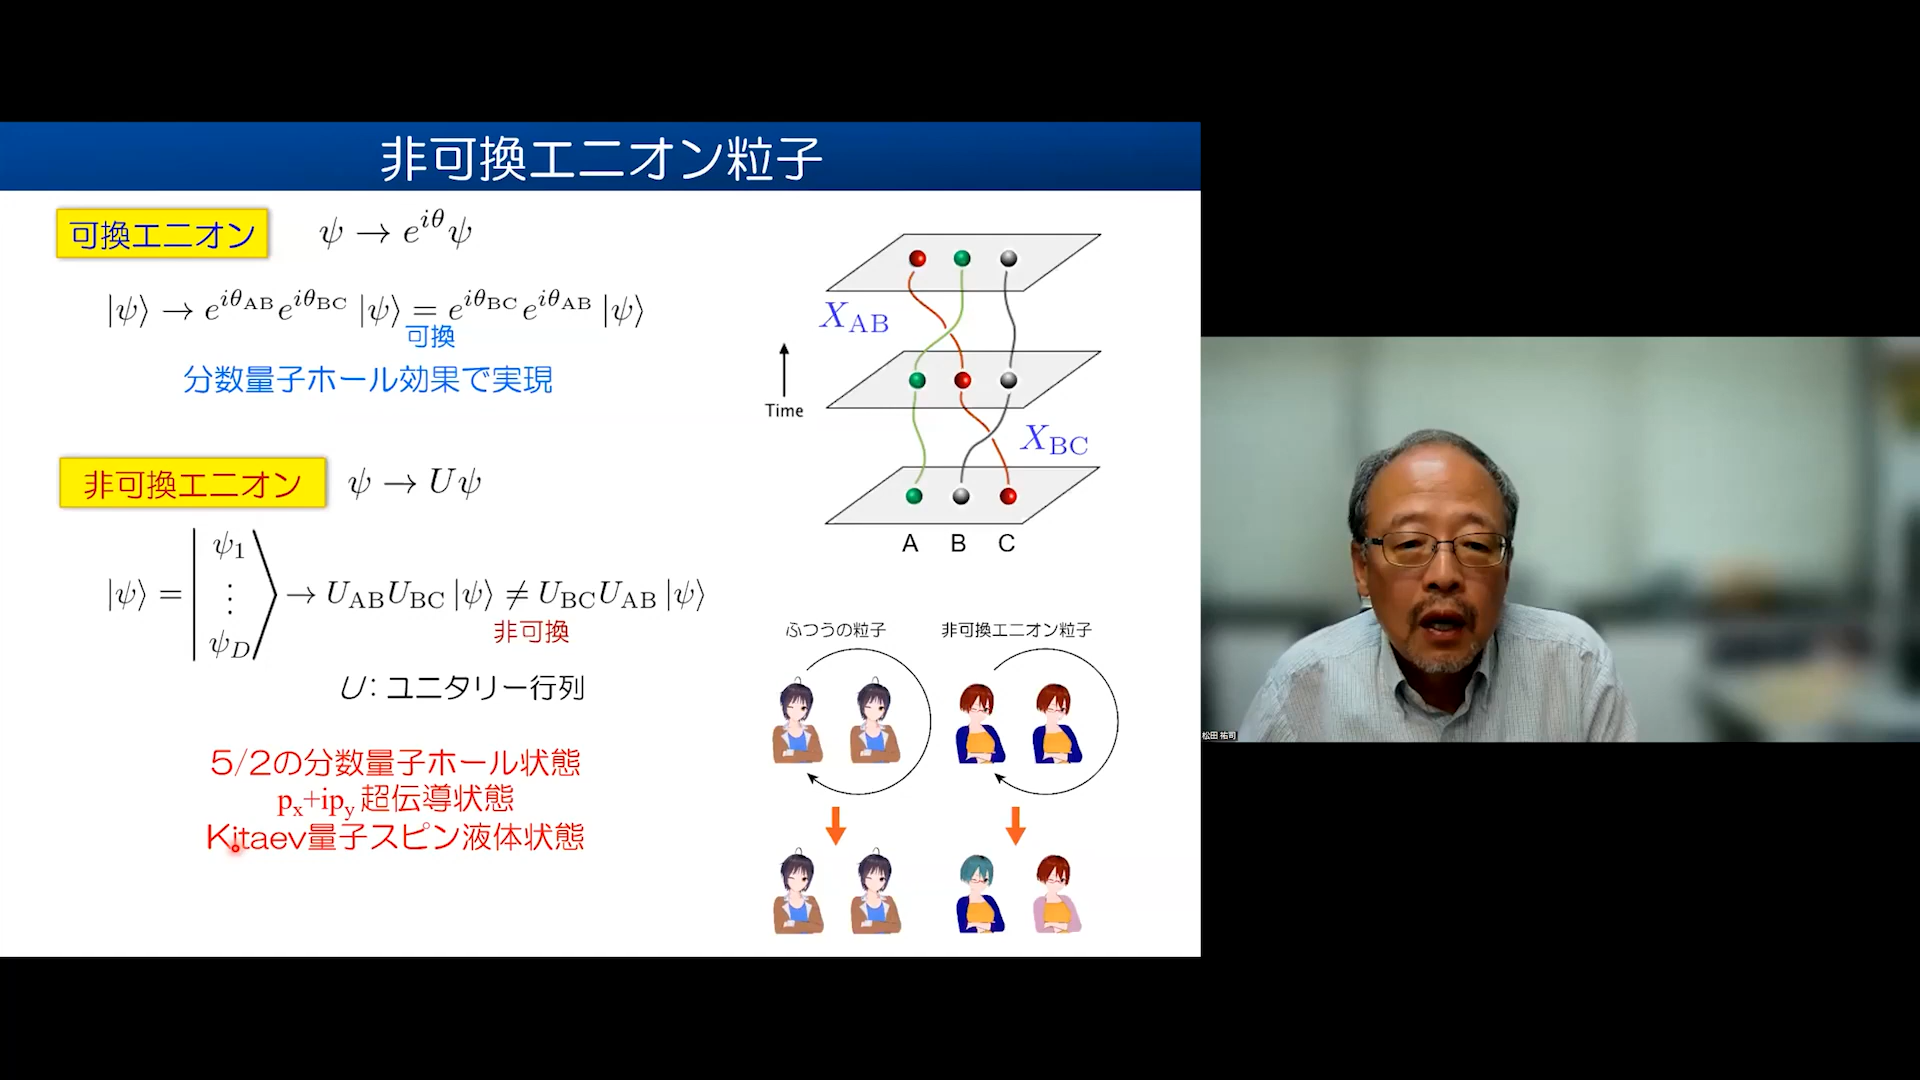 非可換エニオン粒子
可換エニオン
ψ → e^{iθ}ψ
|ψ⟩ → e^{iθ_AB}e^{iθ_BC} |ψ⟩ = e^{iθ_BC}e^{iθ_AB} |ψ⟩
可換
分数量子ホール効果で実現
非可換エニオン
ψ → Uψ
|ψ⟩ = |ψ_1 ⋮ ψ_D⟩ → U_AB U_BC |ψ⟩ ≠ U_BC U_AB |ψ⟩
非可換
U: ユニタリー行列
5/2の分数量子ホール状態
p_x+ip_y 超伝導状態
Kitaev量子スピン液体状態
X_AB
Time
X_BC
A B C
ふつうの粒子
非可換エニオン粒子
松田 祐司